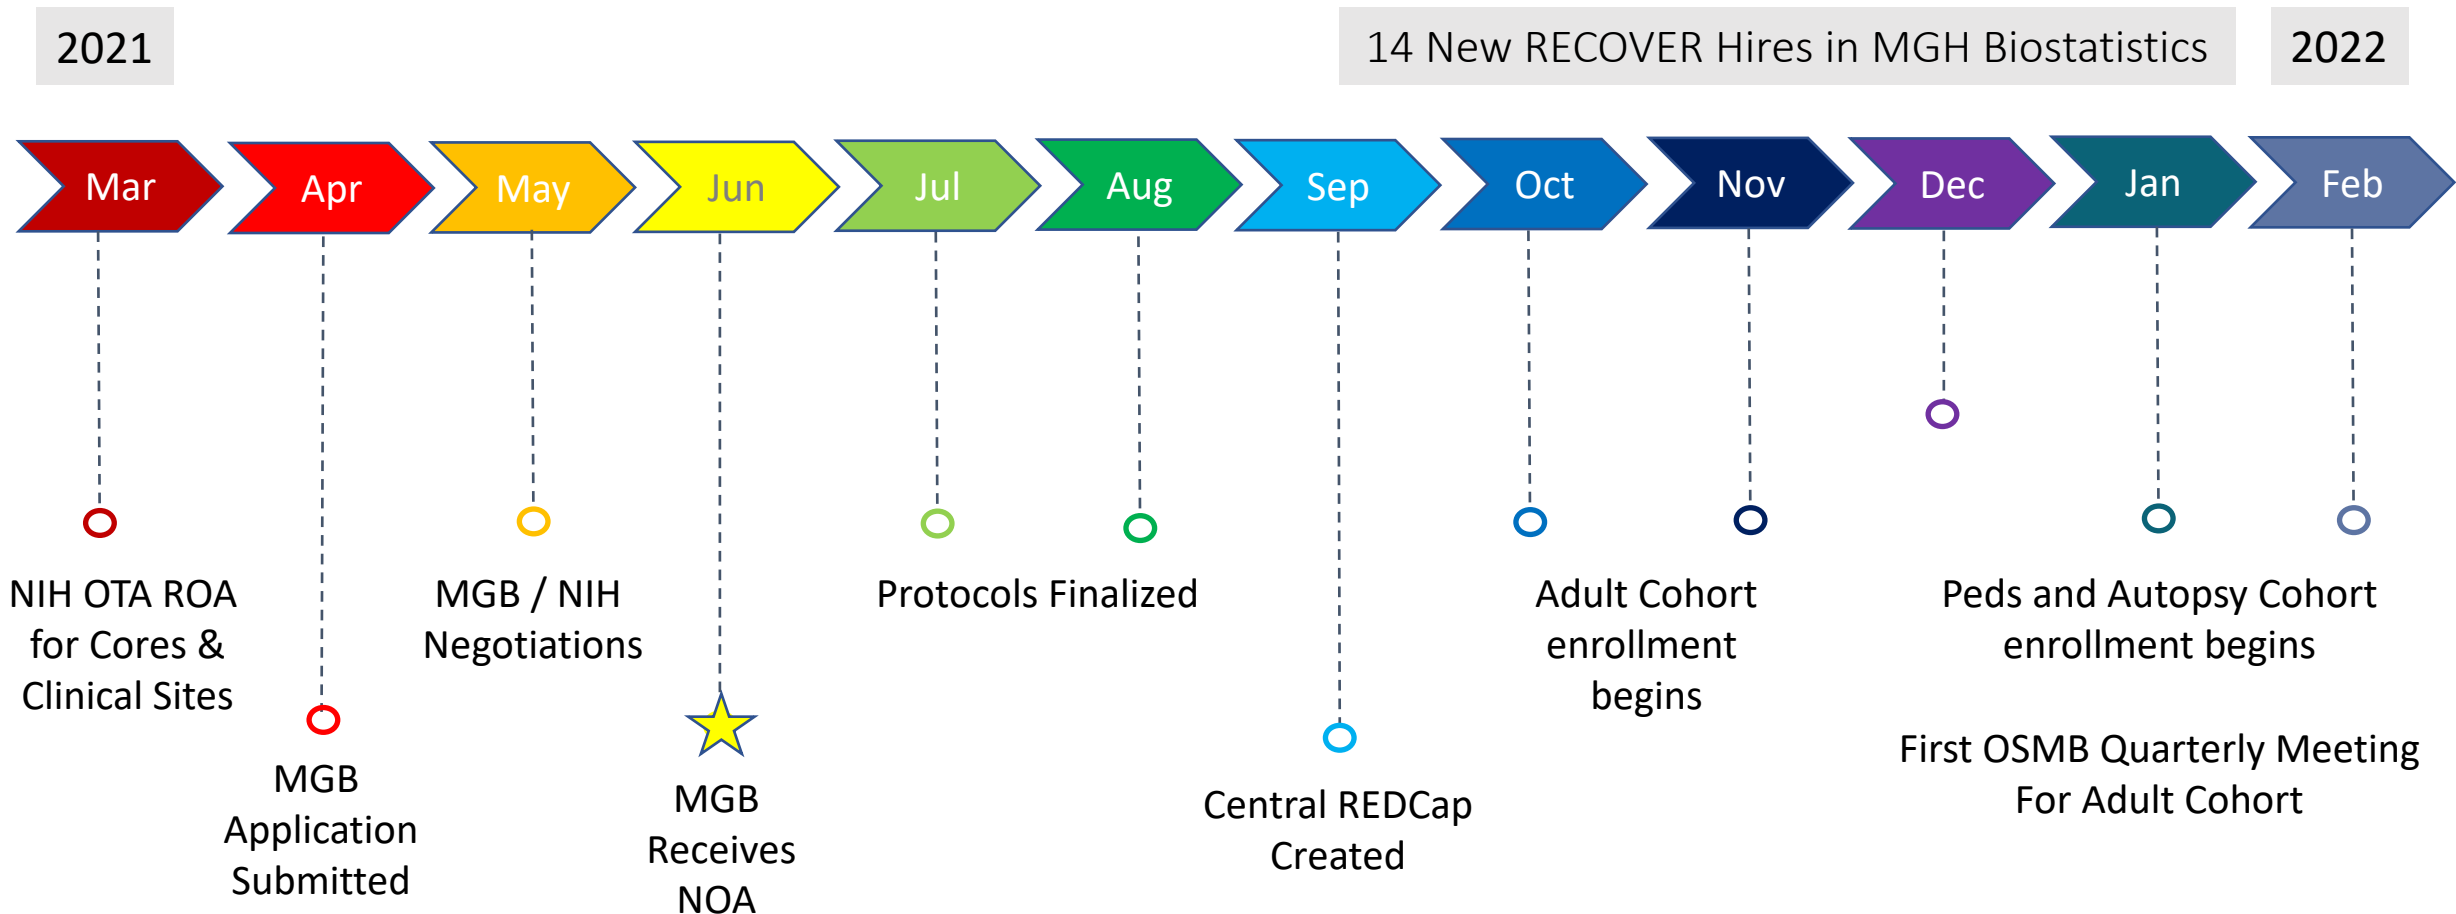 2021
14 New RECOVER Hires in MGH Biostatistics
2022
Mar
Apr
May
Jun
Jul
Aug
Sep
Oct
Nov
Dec
Jan
Feb
NIH OTA ROA
for Cores &
Clinical Sites
MGB
Application
Submitted
MGB / NIH
Negotiations
MGB
Receives
NOA
Protocols Finalized
Central REDCap
Created
Adult Cohort
enrollment
begins
Peds and Autopsy Cohort
enrollment begins
First OSMB Quarterly Meeting
For Adult Cohort